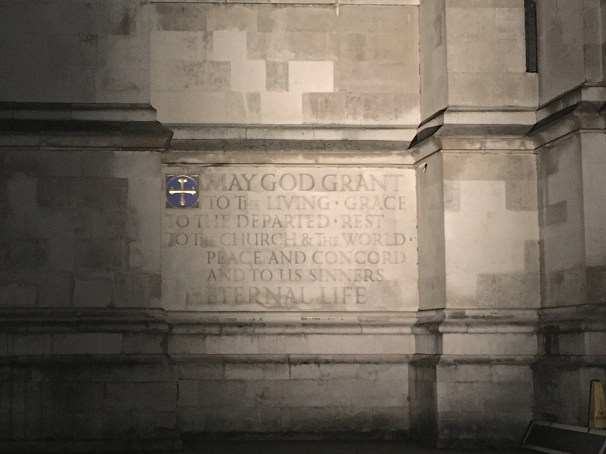 MAY GOD GRANT
TO THE LIVING · GRACE
TO THE DEPARTED · REST
TO THE CHURCH & THE WORLD ·
PEACE AND CONCORD
AND TO US SINNERS
ETERNAL LIFE